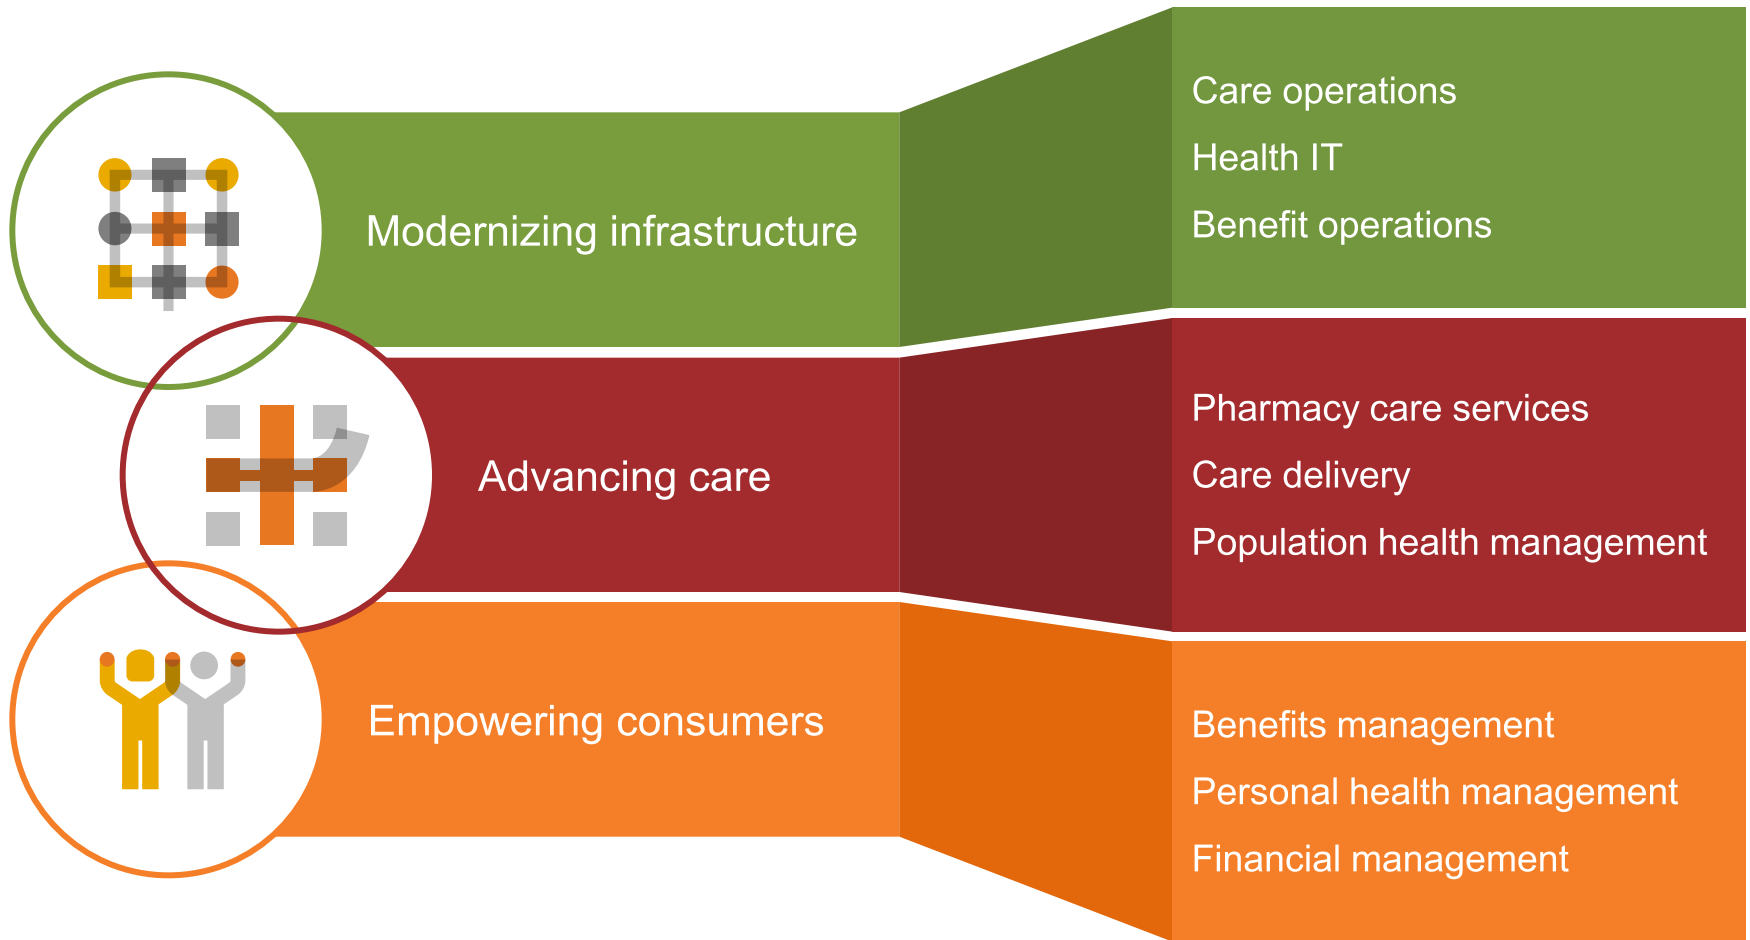 Modernizing infrastructure
Care operations
Health IT
Benefit operations
Advancing care
Pharmacy care services
Care delivery
Population health management
Empowering consumers
Benefits management
Personal health management
Financial management